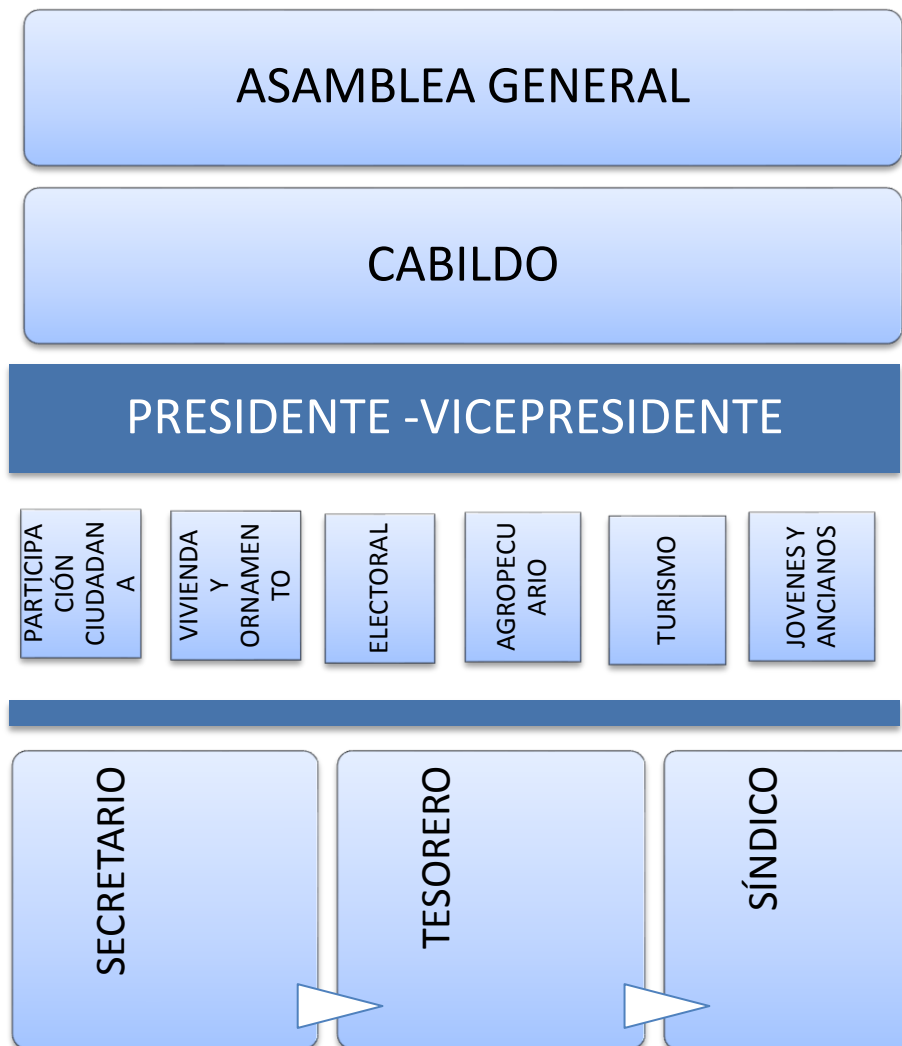 ASAMBLEA GENERAL
CABILDO
PRESIDENTE -VICEPRESIDENTE
PARTICIPA
CIÓN
CIUDADAN
A
VIVIENDA
Y
ORNAMEN
TO
ELECTORAL
AGROPECU
ARIO
TURISMO
JOVENES Y
ANCIANOS
SECRETARIO
TESORERO
SÍNDICO